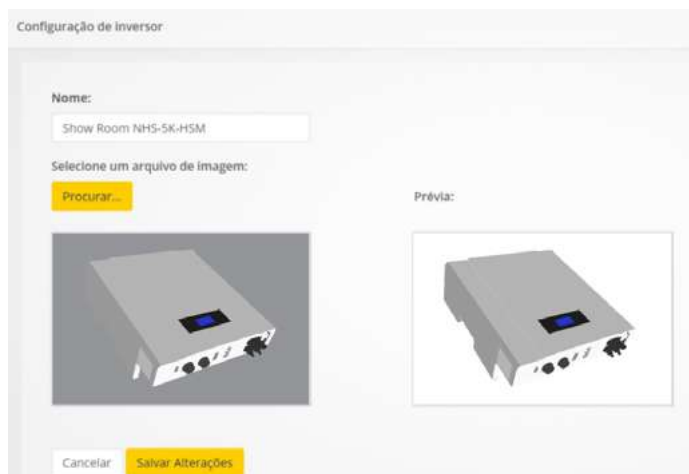 Configuração de inversor
Nome:
Show Room NHS-5K-HSM
Selecione um arquivo de imagem:
Procurar...
Prévia:
Cancelar
Salvar Alterações